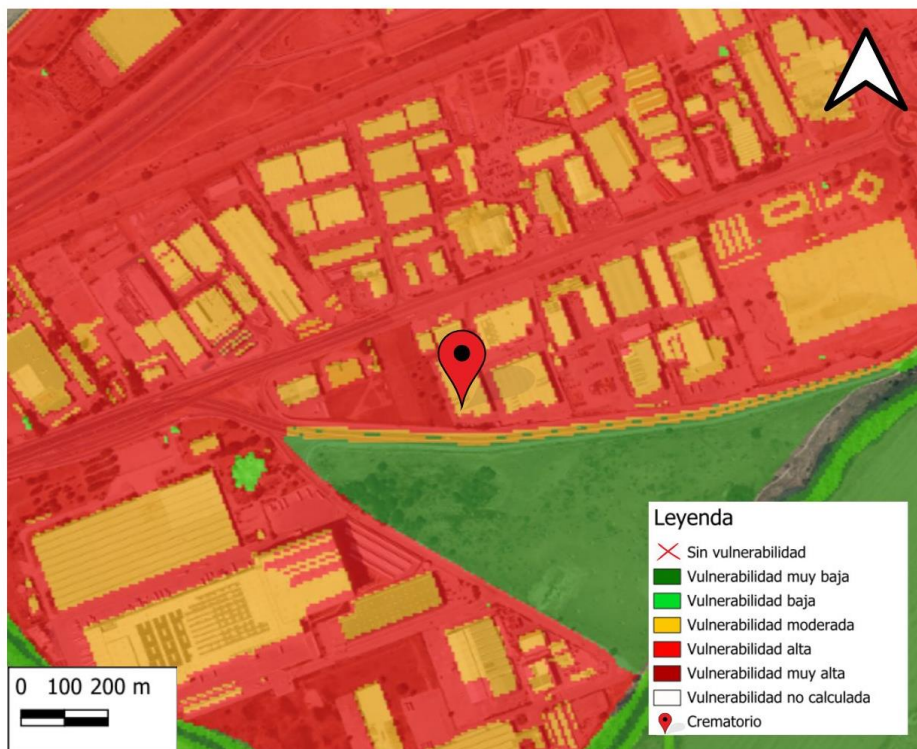 Leyenda
Sin vulnerabilidad
Vulnerabilidad muy baja
Vulnerabilidad baja
Vulnerabilidad moderada
Vulnerabilidad alta
Vulnerabilidad muy alta
Vulnerabilidad no calculada
Crematorio
0 100 200 m